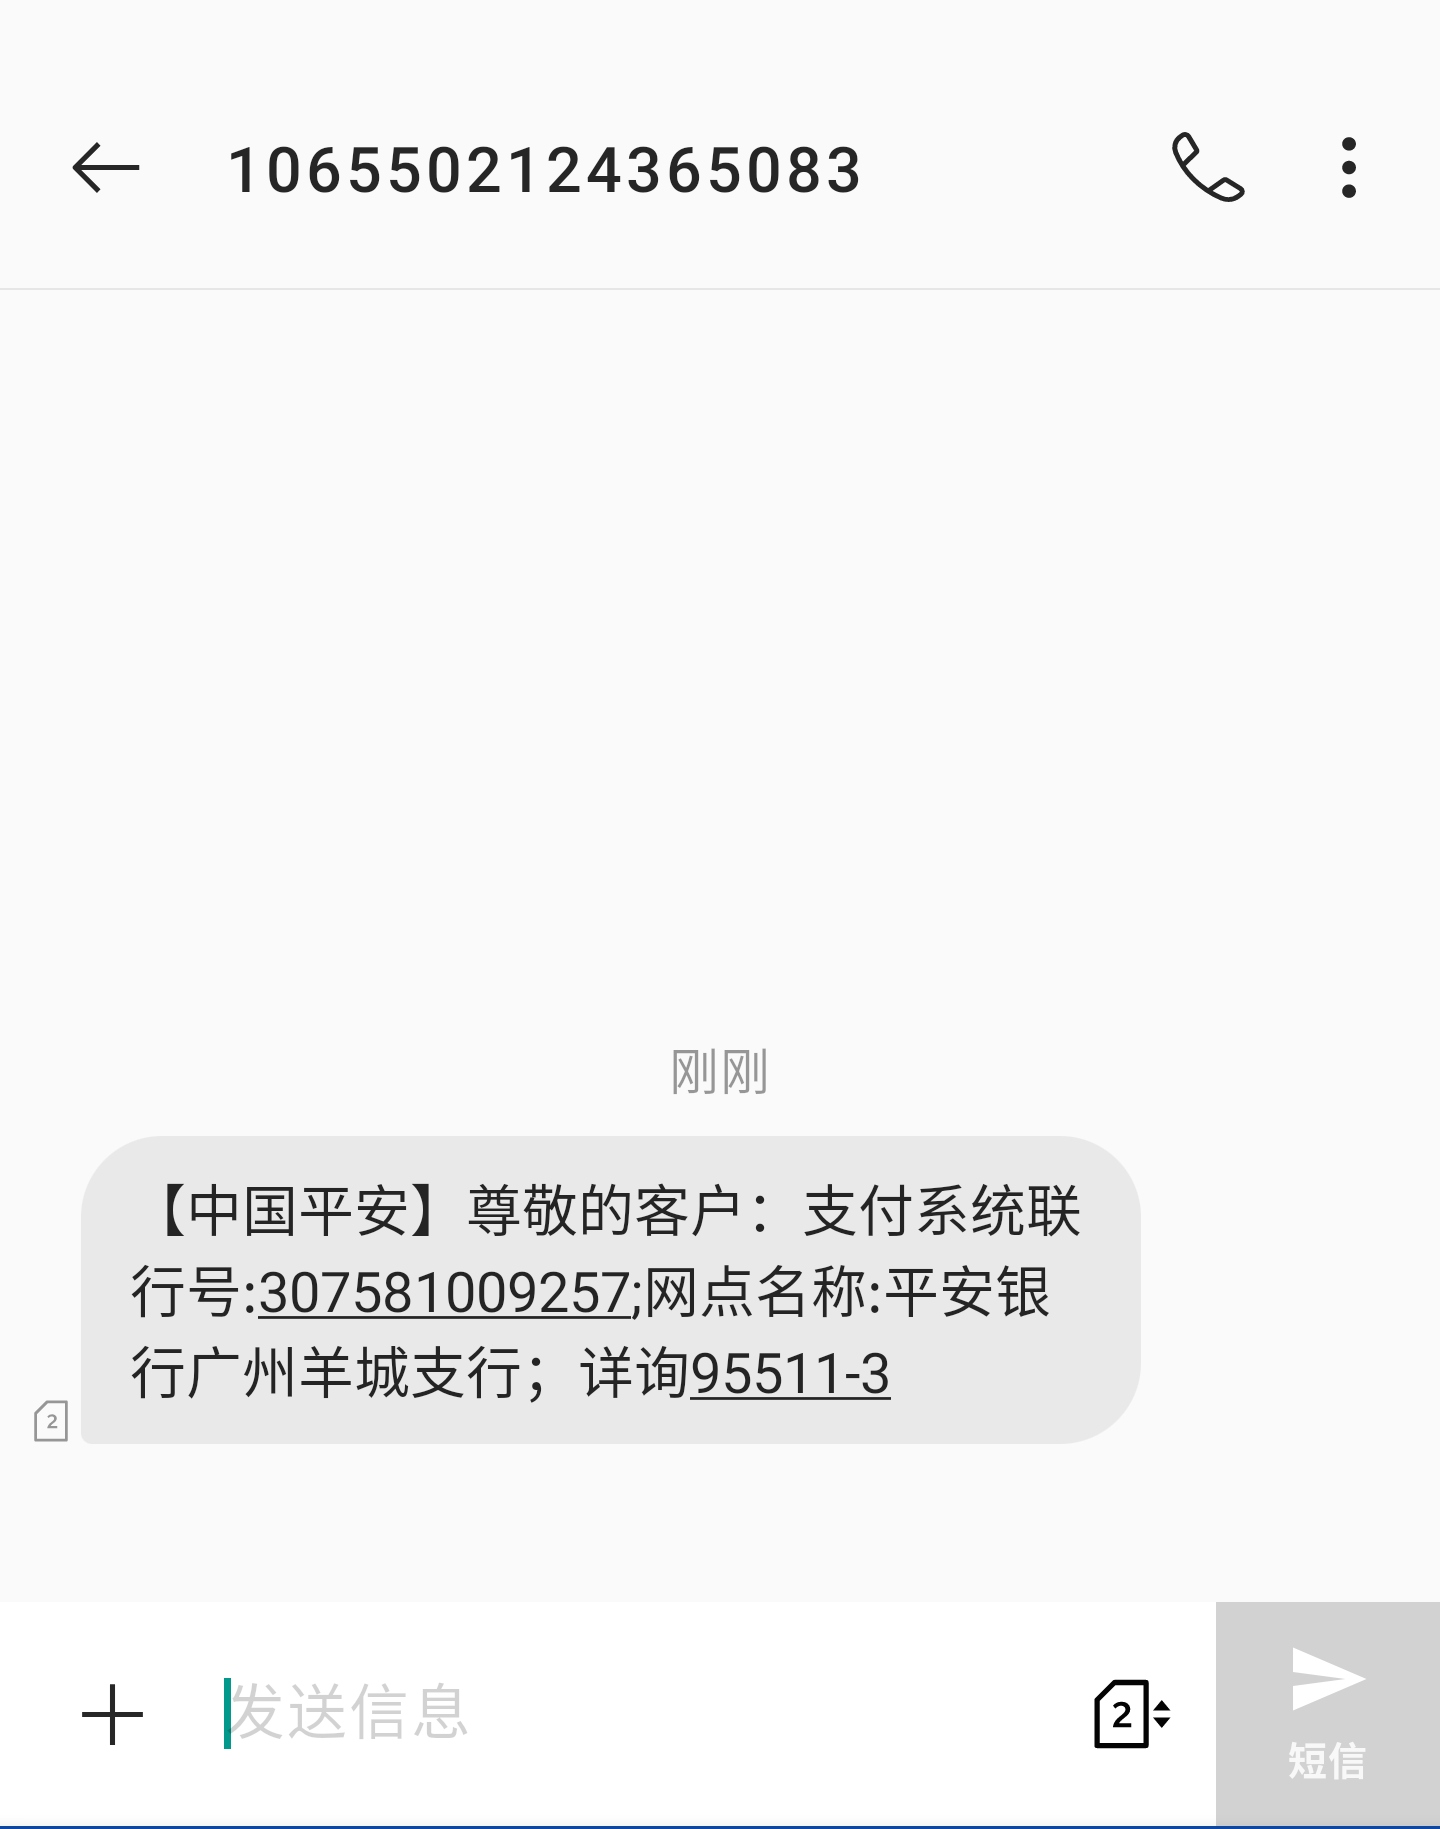 1065502124365083
刚刚
【中国平安】尊敬的客户：支付系统联
行号:307581009257;网点名称:平安银
行广州羊城支行；详询95511-3
2
发送信息
2
短信